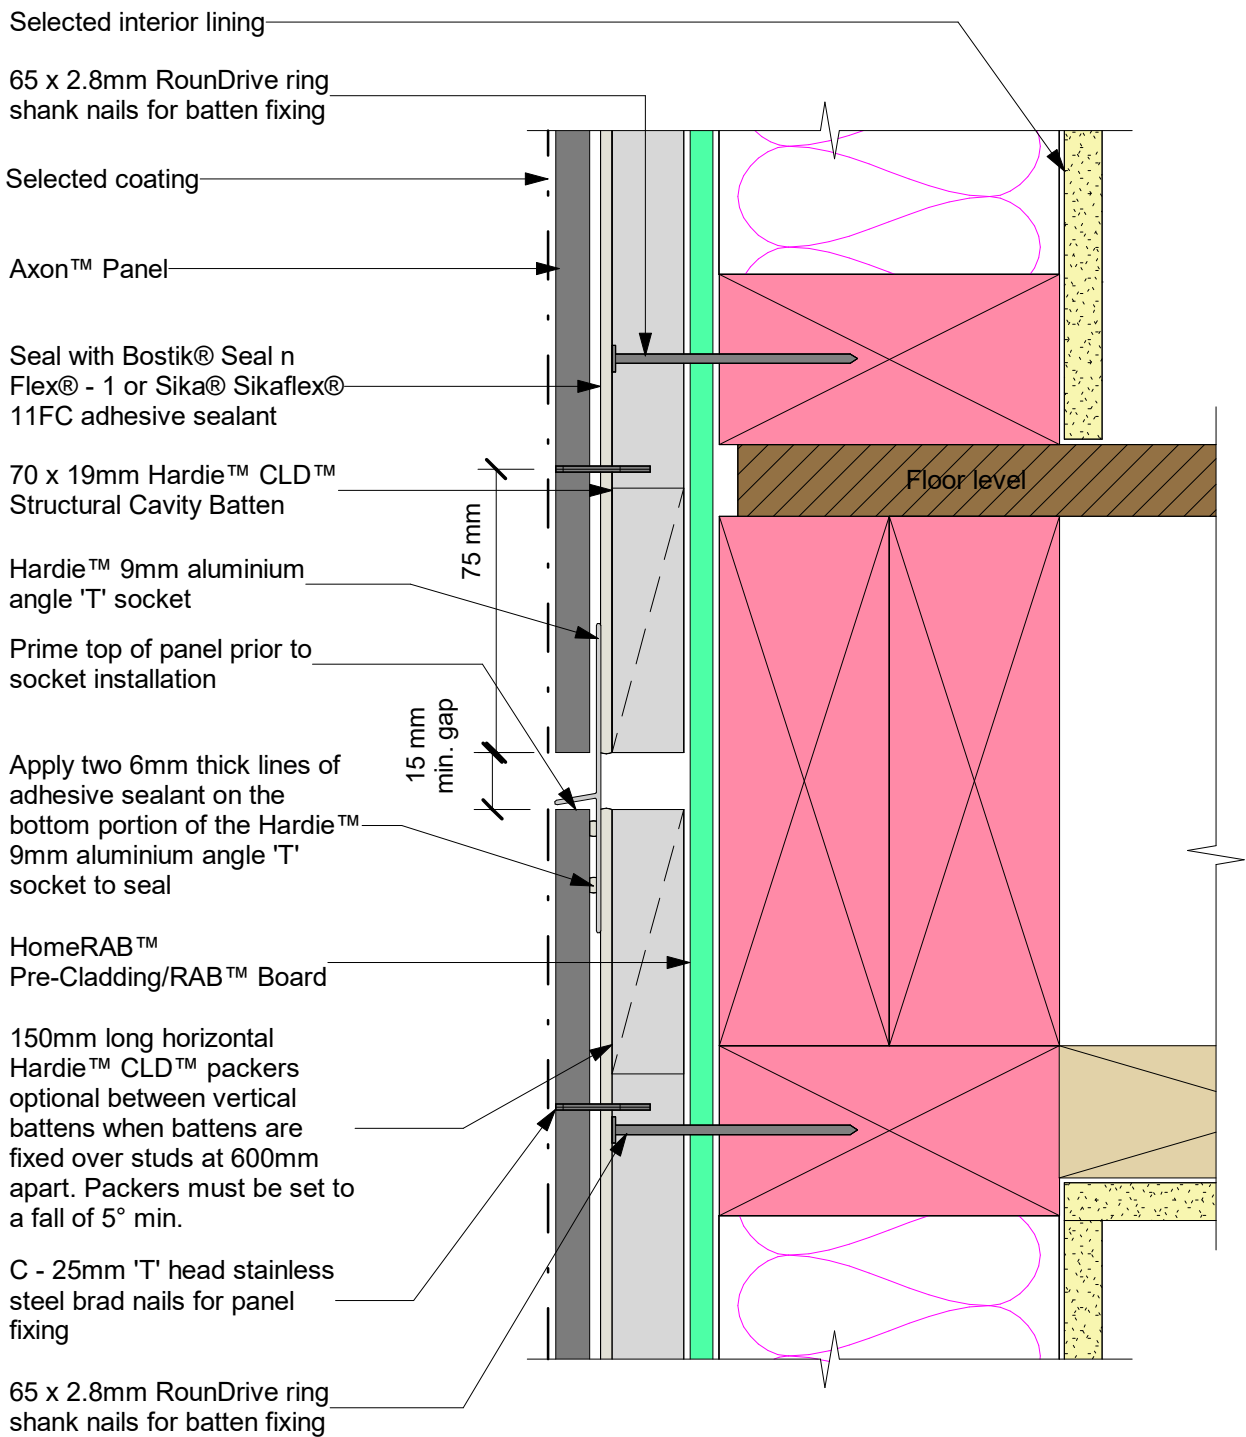 Selected interior lining
65 x 2.8mm RounDrive ring
shank nails for batten fixing
Selected coating
Axon™ Panel
Seal with Bostik® Seal n
Flex® - 1 or Sika® Sikaflex®
11FC adhesive sealant
70 x 19mm Hardie™ CLD™
Structural Cavity Batten
Floor level
75 mm
Hardie™ 9mm aluminium
angle 'T' socket
Prime top of panel prior to
socket installation
15 mm
min. gap
Apply two 6mm thick lines of
adhesive sealant on the
bottom portion of the Hardie™
9mm aluminium angle 'T'
socket to seal
HomeRAB™
Pre-Cladding/RAB™ Board
150mm long horizontal
Hardie™ CLD™ packers
optional between vertical
battens when battens are
fixed over studs at 600mm
apart. Packers must be set to
a fall of 5° min.
C - 25mm 'T' head stainless
steel brad nails for panel
fixing
65 x 2.8mm RounDrive ring
shank nails for batten fixing